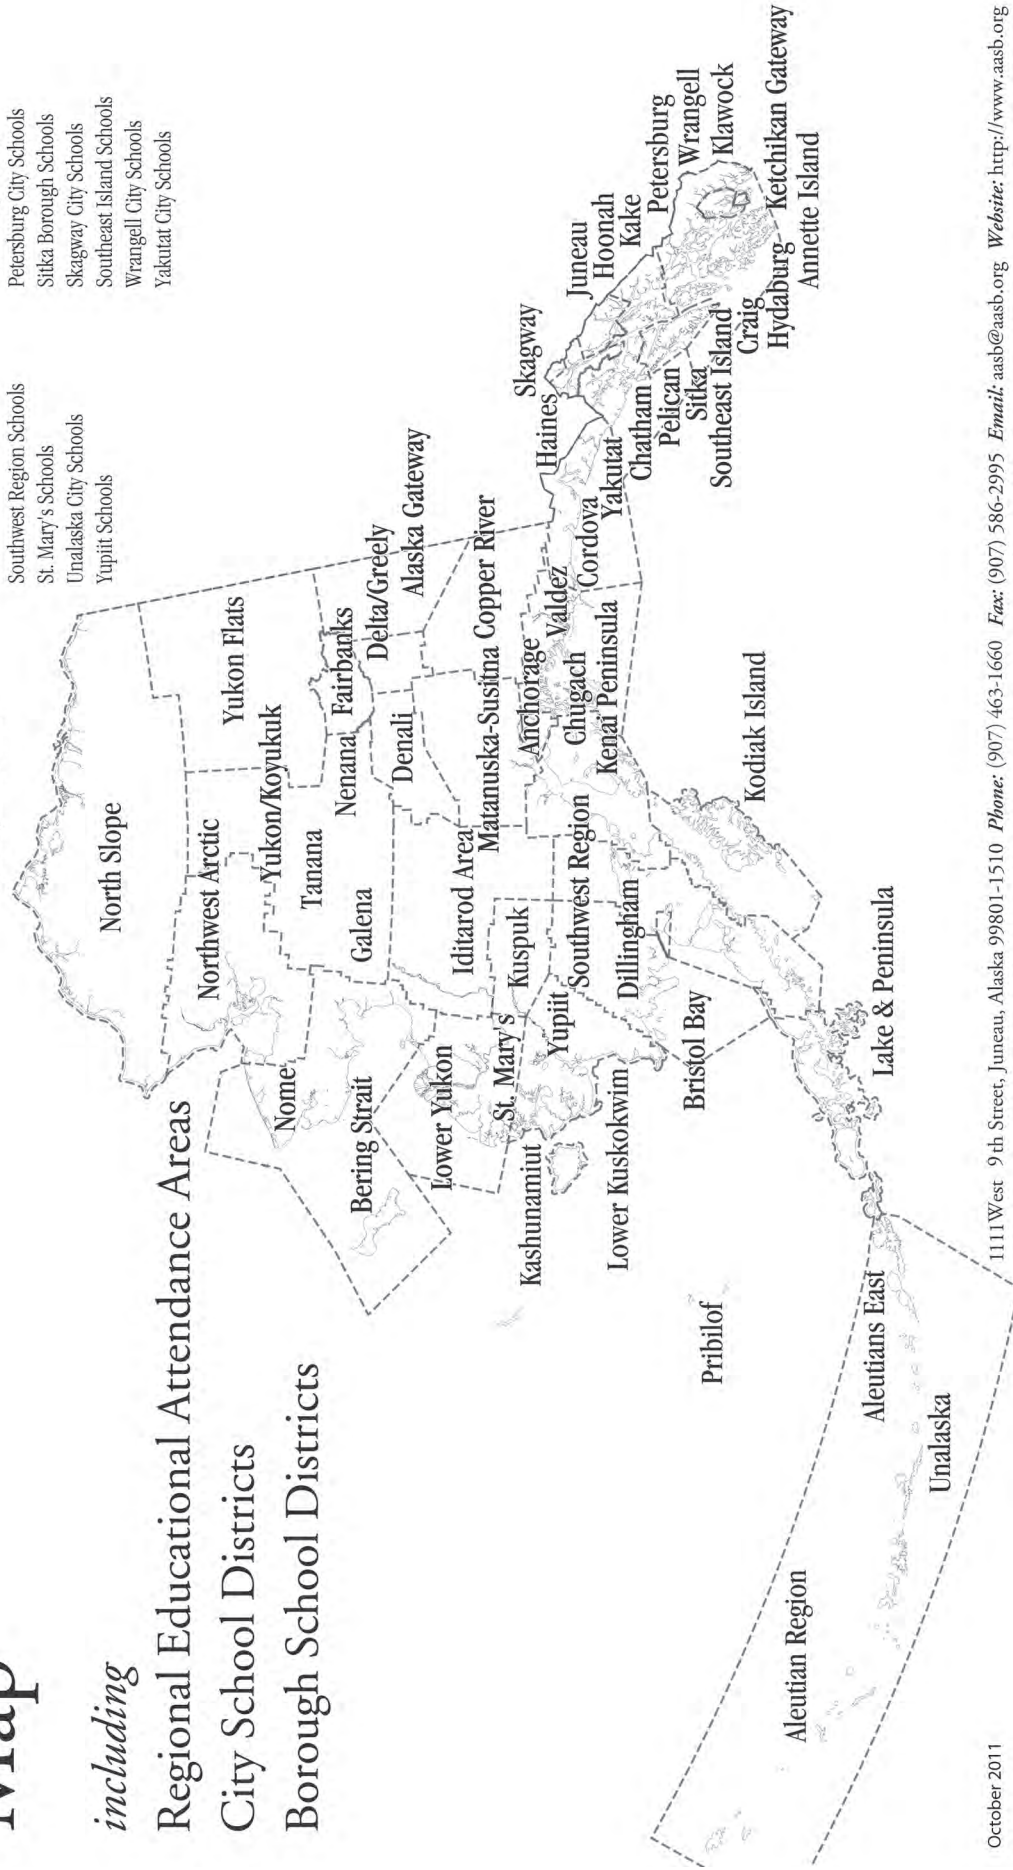 Map
including
Regional Educational Attendance Areas
City School Districts
Borough School Districts
Southwest Region Schools
St. Mary's Schools
Unalaska City Schools
Yupiit Schools
Petersburg City Schools
Sitka Borough Schools
Skagway City Schools
Southeast Island Schools
Wrangell City Schools
Yakutat City Schools
North Slope
Northwest Arctic
Yukon Flats
Yukon/Koyukuk
Nome
Tanana
Nenana
Fairbanks
Bering Strait
Galena
Denali
Delta/Greely
Alaska Gateway
Lower Yukon
Iditarod Area
Matanuska-Susitna
Copper River
St. Mary's
Kuspuk
Anchorage
Kashunamiut
Yupiit
Southwest Region
Chugach
Valdez
Cordova
Lower Kuskokwim
Dillingham
Kenai Peninsula
Yakutat
Haines
Skagway
Juneau
Hoonah
Kake
Petersburg
Wrangell
Klawock
Ketchikan Gateway
Annette Island
Chatham
Pelican
Sitka
Southeast Island
Craig
Hydaburg
Bristol Bay
Kodiak Island
Pribilof
Lake & Peninsula
Aleutians East
Aleutian Region
Unalaska
October 2011
1111West 9th Street, Juneau, Alaska 99801-1510 Phone: (907) 463-1660 Fax: (907) 586-2995 Email: aasb@aasb.org Website: http://www.aasb.org